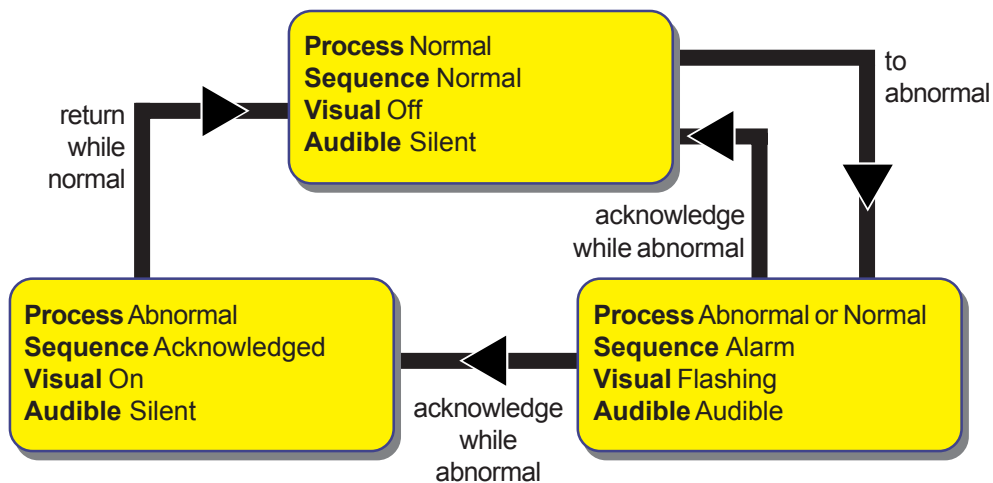 Process Normal
Sequence Normal
Visual Off
Audible Silent
to
abnormal
return
while
normal
acknowledge
while abnormal
Process Abnormal
Sequence Acknowledged
Visual On
Audible Silent
acknowledge
while
abnormal
Process Abnormal or Normal
Sequence Alarm
Visual Flashing
Audible Audible